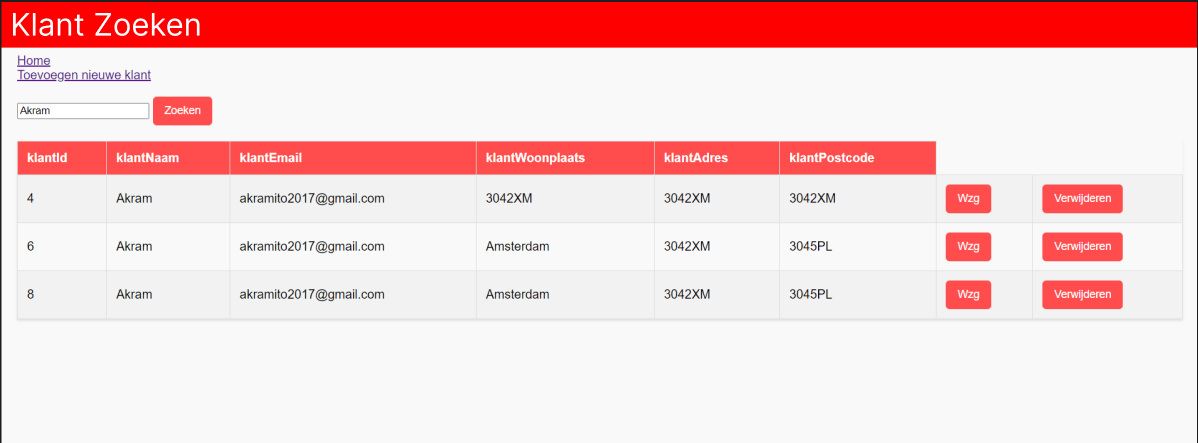 Klant Zoeken
Home
Toevoegen nieuwe klant
Akram Zoeken
klantId klantNaam klantEmail klantWoonplaats klantAdres klantPostcode
4 Akram akramito2017@gmail.com 3042XM 3042XM 3042XM Wzg Verwijderen
6 Akram akramito2017@gmail.com Amsterdam 3042XM 3045PL Wzg Verwijderen
8 Akram akramito2017@gmail.com Amsterdam 3042XM 3045PL Wzg Verwijderen